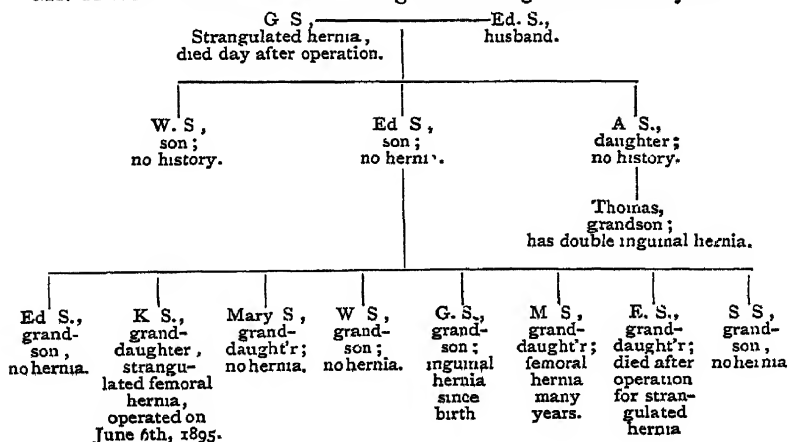 G S, Ed. S.,
Strangulated hernia, husband.
died day after operation.
W. S, Ed S, A S.,
son; son; daughter;
no history. no herni. no history.
Thomas,
grandson;
has double inguinal hernia.
Ed S., K S., Mary S, W S, G. S., M S, E. S., S S,
grand- grand- grand- grand- grand- grand- grand- grand-
son, daughter, daught'r; son; son; daught'r; daught'r; son,
no hernia. strangu- no hernia. no hernia. inguinal femoral died after no hernia
lated femoral hernia hernia operation
hernia, since many for stran-
operated on birth years. gulated
June 6th, 1895. hernia